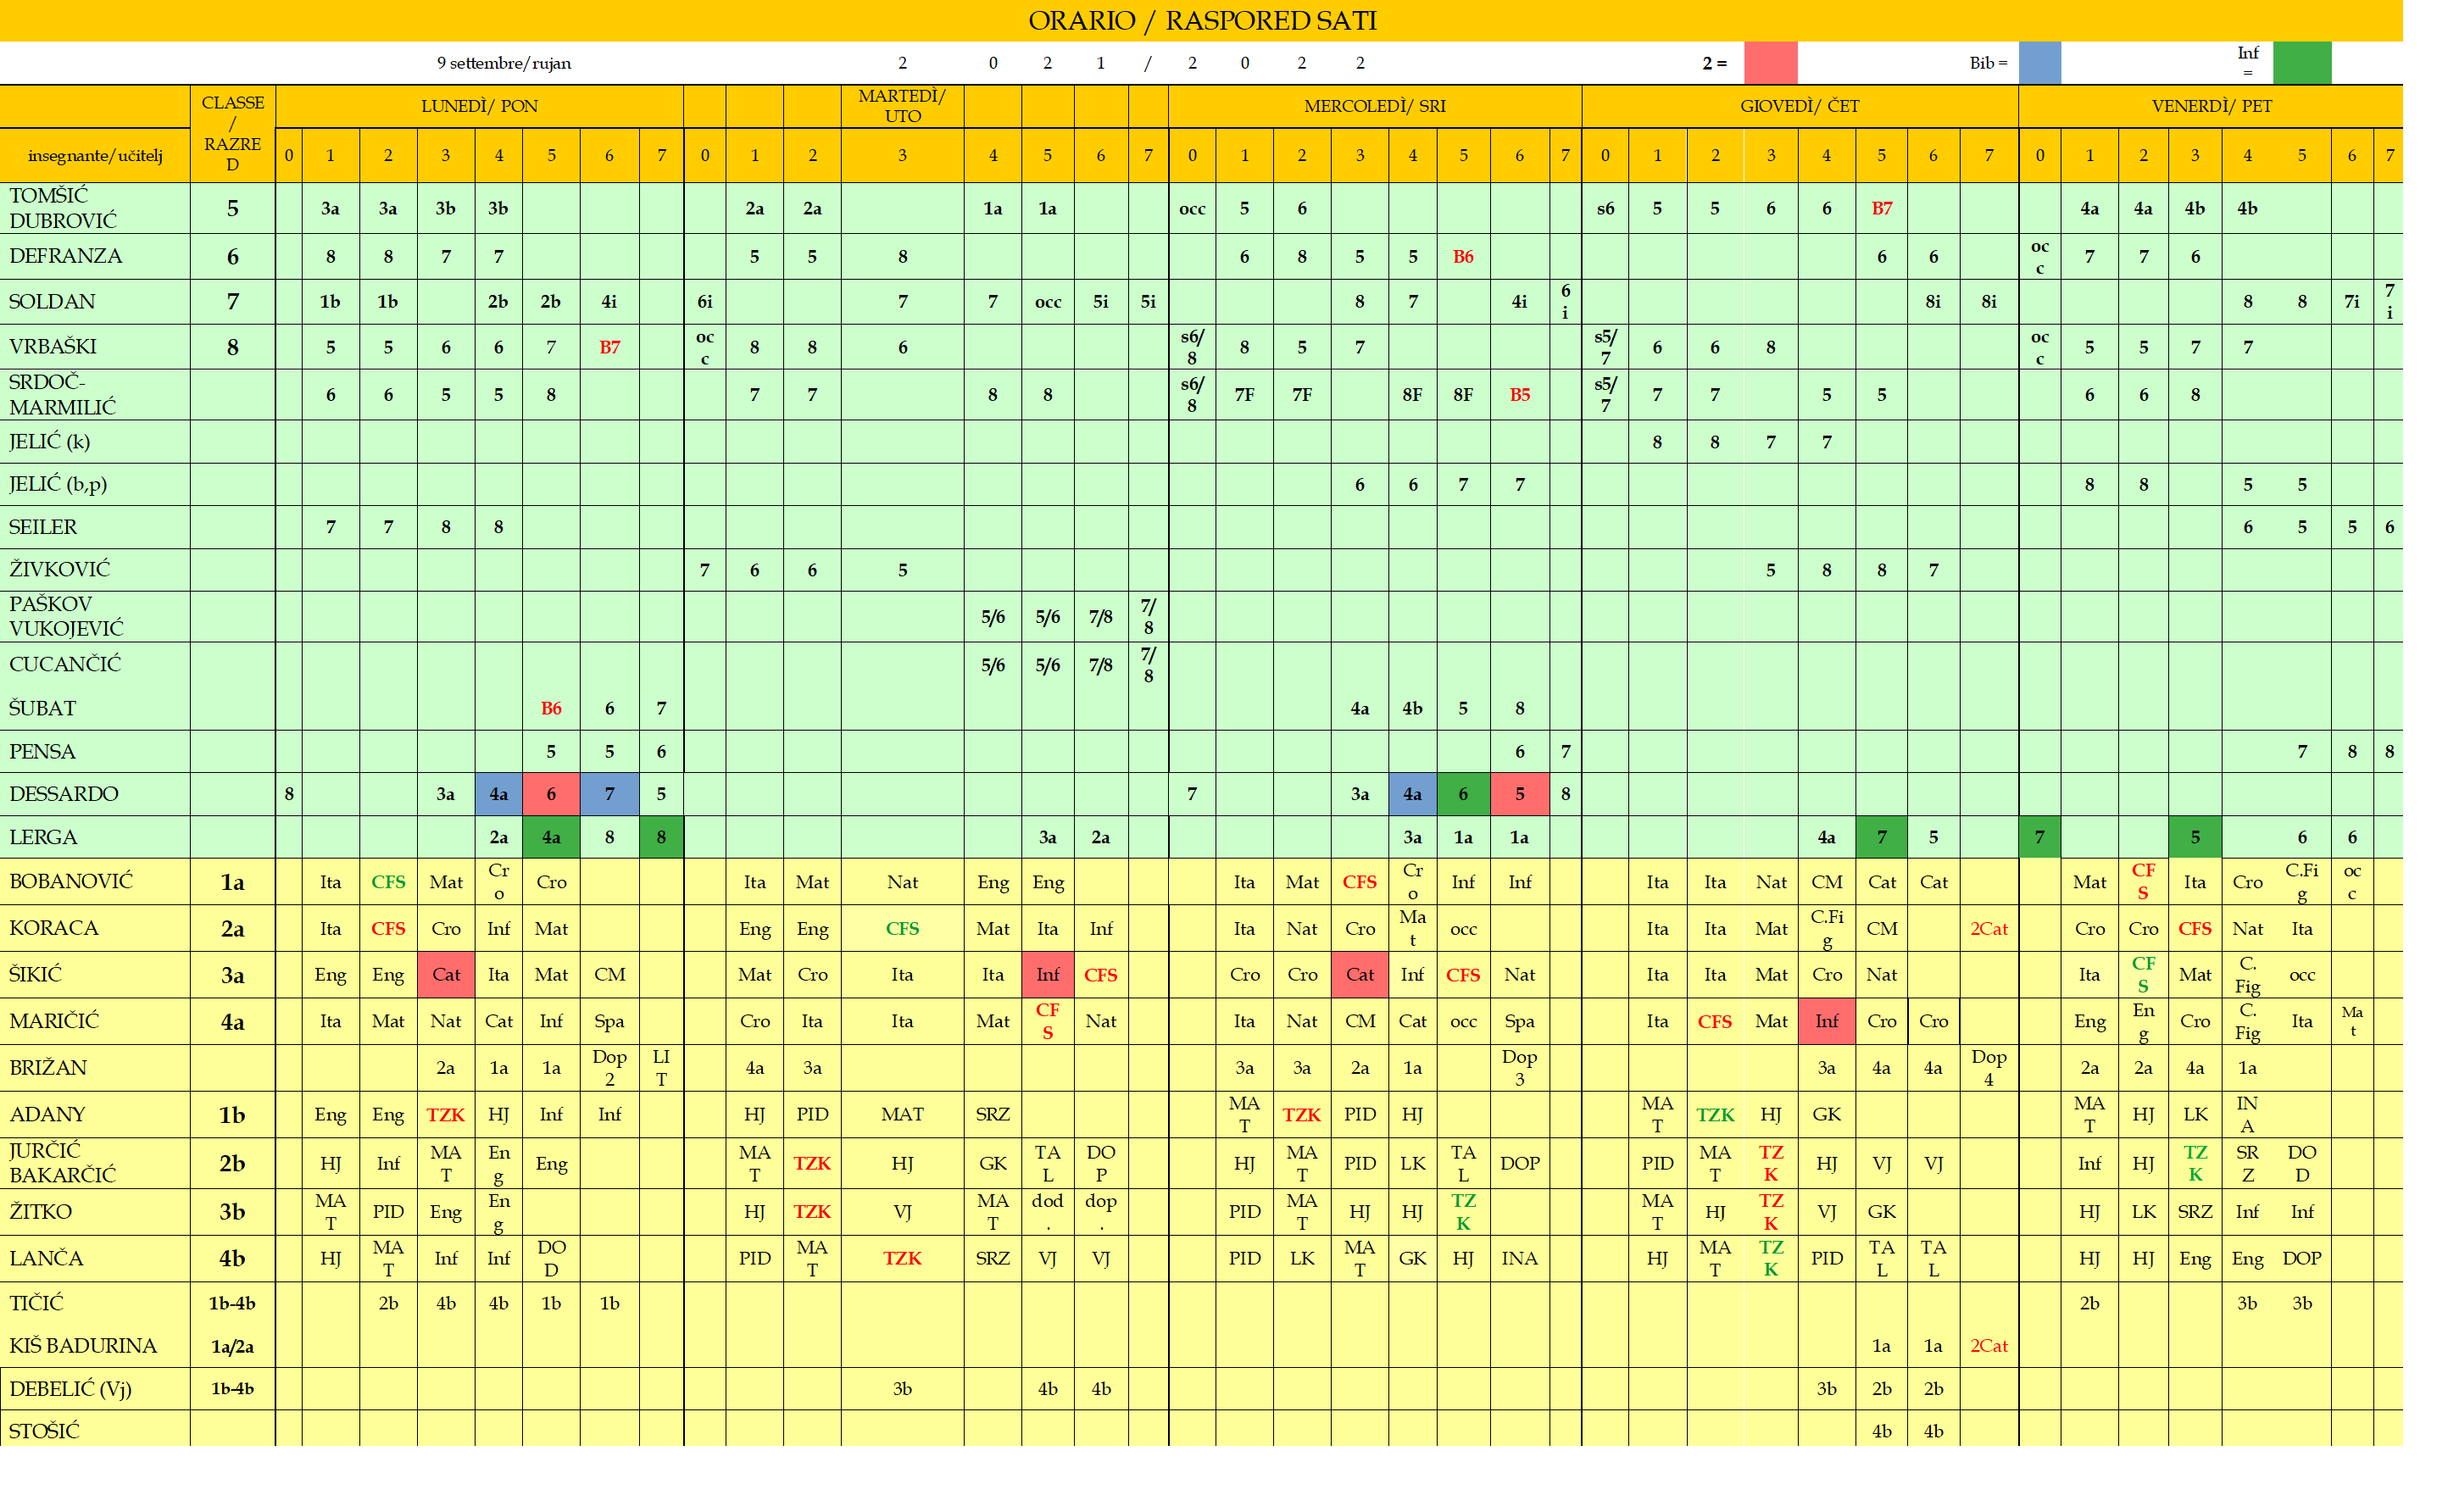 ORARIO / RASPORED SATI
9 settembre/rujan 2 0 2 1 / 2 0 2 2 2 = Bib = Inf =
CLASSE / RAZRED LUNEDÌ/ PON MARTEDÌ/ UTO MERCOLEDÌ/ SRI GIOVEDÌ/ ČET VENERDÌ/ PET
insegnante/učitelj 0 1 2 3 4 5 6 7 0 1 2 3 4 5 6 7 0 1 2 3 4 5 6 7 0 1 2 3 4 5 6 7 0 1 2 3 4 5 6 7
TOMŠIĆ DUBROVIĆ 5 3a 3a 3b 3b 2a 2a 1a 1a occ 5 6 s6 5 5 6 6 B7 4a 4a 4b 4b
DEFRANZA 6 8 8 7 7 5 5 8 6 8 5 5 B6 6 6 occ 7 7 6
SOLDAN 7 1b 1b 2b 2b 4i 6i 7 7 occ 5i 5i 8 7 4i 6i 8i 8i 8 8 7i 7i
VRBAŠKI 8 5 5 6 6 7 B7 occ 8 8 6 s6/8 8 5 7 s5/7 6 6 8 occ 5 5 7 7
SRDOČ-MARMILIĆ 6 6 5 5 8 7 7 8 8 s6/8 7F 7F 8F 8F B5 s5/7 7 7 5 5 6 6 8
JELIĆ (k) 8 8 7 7
JELIĆ (b,p) 6 6 7 7 8 8 5 5
SEILER 7 7 8 8 6 5 5 6
ŽIVKOVIĆ 7 6 6 5 5 8 8 7
PAŠKOV VUKOJEVIĆ 5/6 5/6 7/8 7/8
CUCANČIĆ 5/6 5/6 7/8 7/8
ŠUBAT B6 6 7 4a 4b 5 8
PENSA 5 5 6 6 7 7 8 8
DESSARDO 8 3a 4a 6 7 5 7 3a 4a 6 5 8
LERGA 2a 4a 8 8 3a 2a 3a 1a 1a 4a 7 5 7 5 6 6
BOBANOVIĆ 1a Ita CFS Mat Cro Cro Ita Mat Nat Eng Eng Ita Mat CFS Cro Inf Inf Ita Ita Nat CM Cat Cat Mat CFS Ita Cro C.Fig occ
KORACA 2a Ita CFS Cro Inf Mat Eng Eng CFS Mat Ita Inf Ita Nat Cro Mat occ Ita Ita Mat C.Fig CM 2Cat Cro Cro CFS Nat Ita
ŠIKIĆ 3a Eng Eng Cat Ita Mat CM Mat Cro Ita Ita Inf CFS Cro Cro Cat Inf CFS Nat Ita Ita Mat Cro Nat Ita CFS Mat C. Fig occ
MARIČIĆ 4a Ita Mat Nat Cat Inf Spa Cro Ita Ita Mat CFS Nat Ita Nat CM Cat occ Spa Ita CFS Mat Inf Cro Cro Eng Eng Cro C. Fig Ita Mat
BRIŽAN 2a 1a 1a Dop 2 LIT 4a 3a 3a 3a 2a 1a Dop 3 3a 4a 4a Dop 4 2a 2a 4a 1a
ADANY 1b Eng Eng TZK HJ Inf Inf HJ PID MAT SRZ MAT TZK PID HJ MAT TZK HJ GK MAT HJ LK INA
JURČIĆ BAKARČIĆ 2b HJ Inf MAT Eng Eng MAT TZK HJ GK TAL DOP HJ MAT PID LK TAL DOP PID MAT TZK HJ VJ VJ Inf HJ TZK SRZ DOD
ŽITKO 3b MAT PID Eng Eng HJ TZK VJ MAT dod. dop. PID MAT HJ HJ TZK MAT HJ TZK VJ GK HJ LK SRZ Inf Inf
LANČA 4b HJ MAT Inf Inf DOD PID MAT TZK SRZ VJ VJ PID LK MAT GK HJ INA HJ MAT TZK PID TAL TAL HJ HJ Eng Eng DOP
TIČIĆ 1b-4b 2b 4b 4b 1b 1b 2b 3b 3b
KIŠ BADURINA 1a/2a 1a 1a 2Cat
DEBELIĆ (Vj) 1b-4b 3b 4b 4b 3b 2b 2b
STOŠIĆ 4b 4b